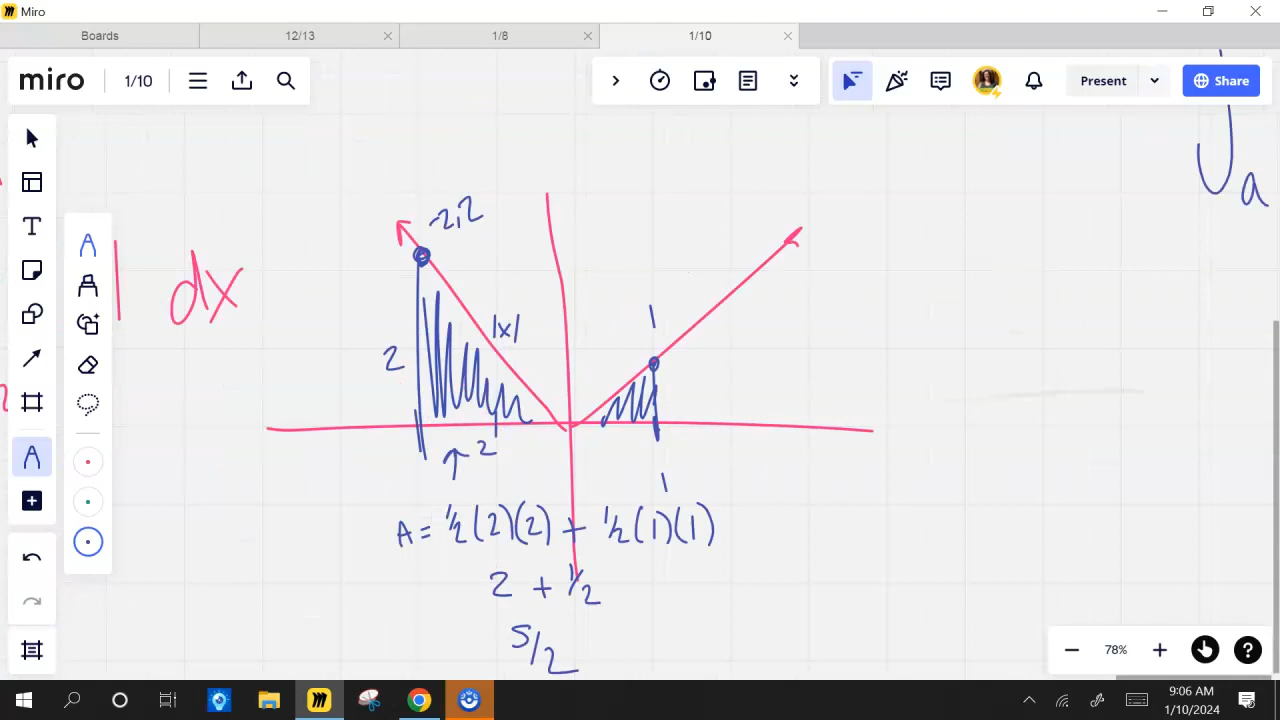 Miro
Boards
12/13
1/8
1/10
miro
1/10
Present
Share
-2,2
a
| dx
|x|
1
2
2
1
A = 1/2 (2)(2) + 1/2 (1)(1)
2 + 1/2
5/2
78%
9:06 AM
1/10/2024